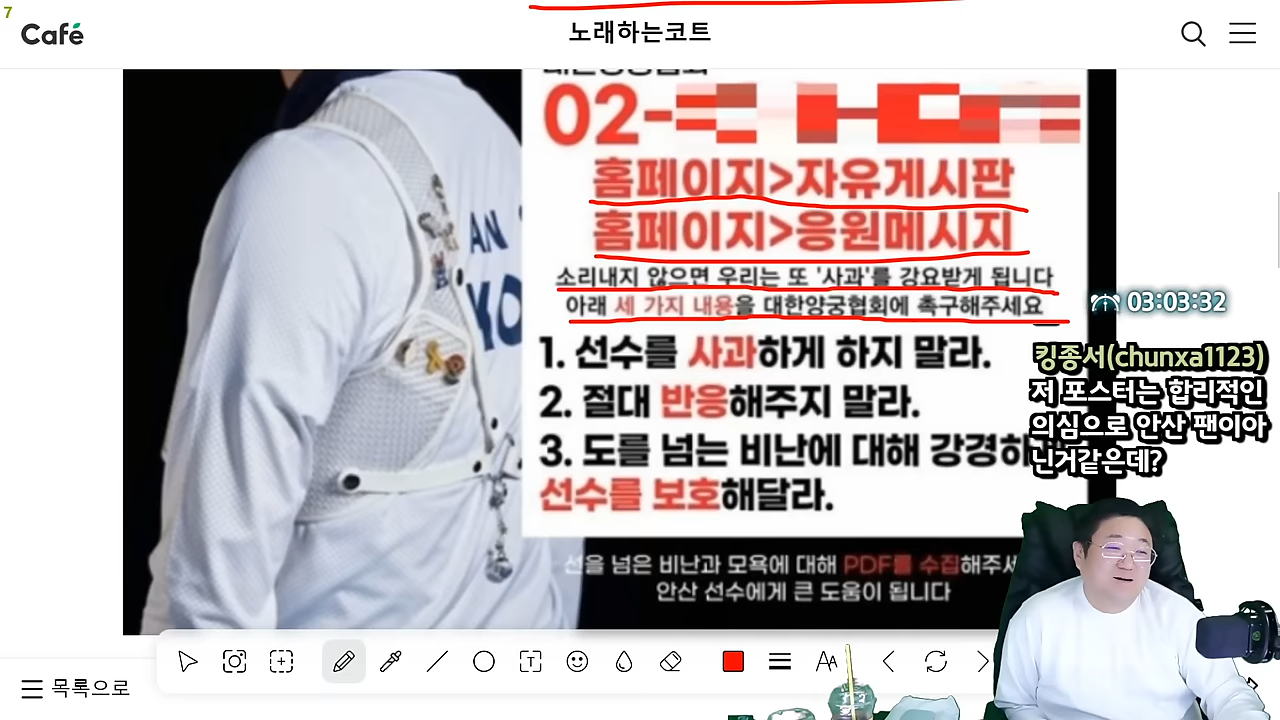 7
Café
노래하는코트
02-
홈페이지>자유게시판
홈페이지>응원메시지
소리내지 않으면 우리는 또 '사과'를 강요받게 됩니다
아래 세 가지 내용을 대한양궁협회에 촉구해주세요
1. 선수를 사과하게 하지 말라.
2. 절대 반응해주지 말라.
3. 도를 넘는 비난에 대해 강경하
선수를 보호해달라.
선을 넘은 비난과 모욕에 대해 PDF를 수집해주세
안산 선수에게 큰 도움이 됩니다
AN
YO
03:03:32
킹종서(chunxa1123)
저 포스터는 합리적인
의심으로 안산 팬이아
닌거같은데?
T
AA
목록으로